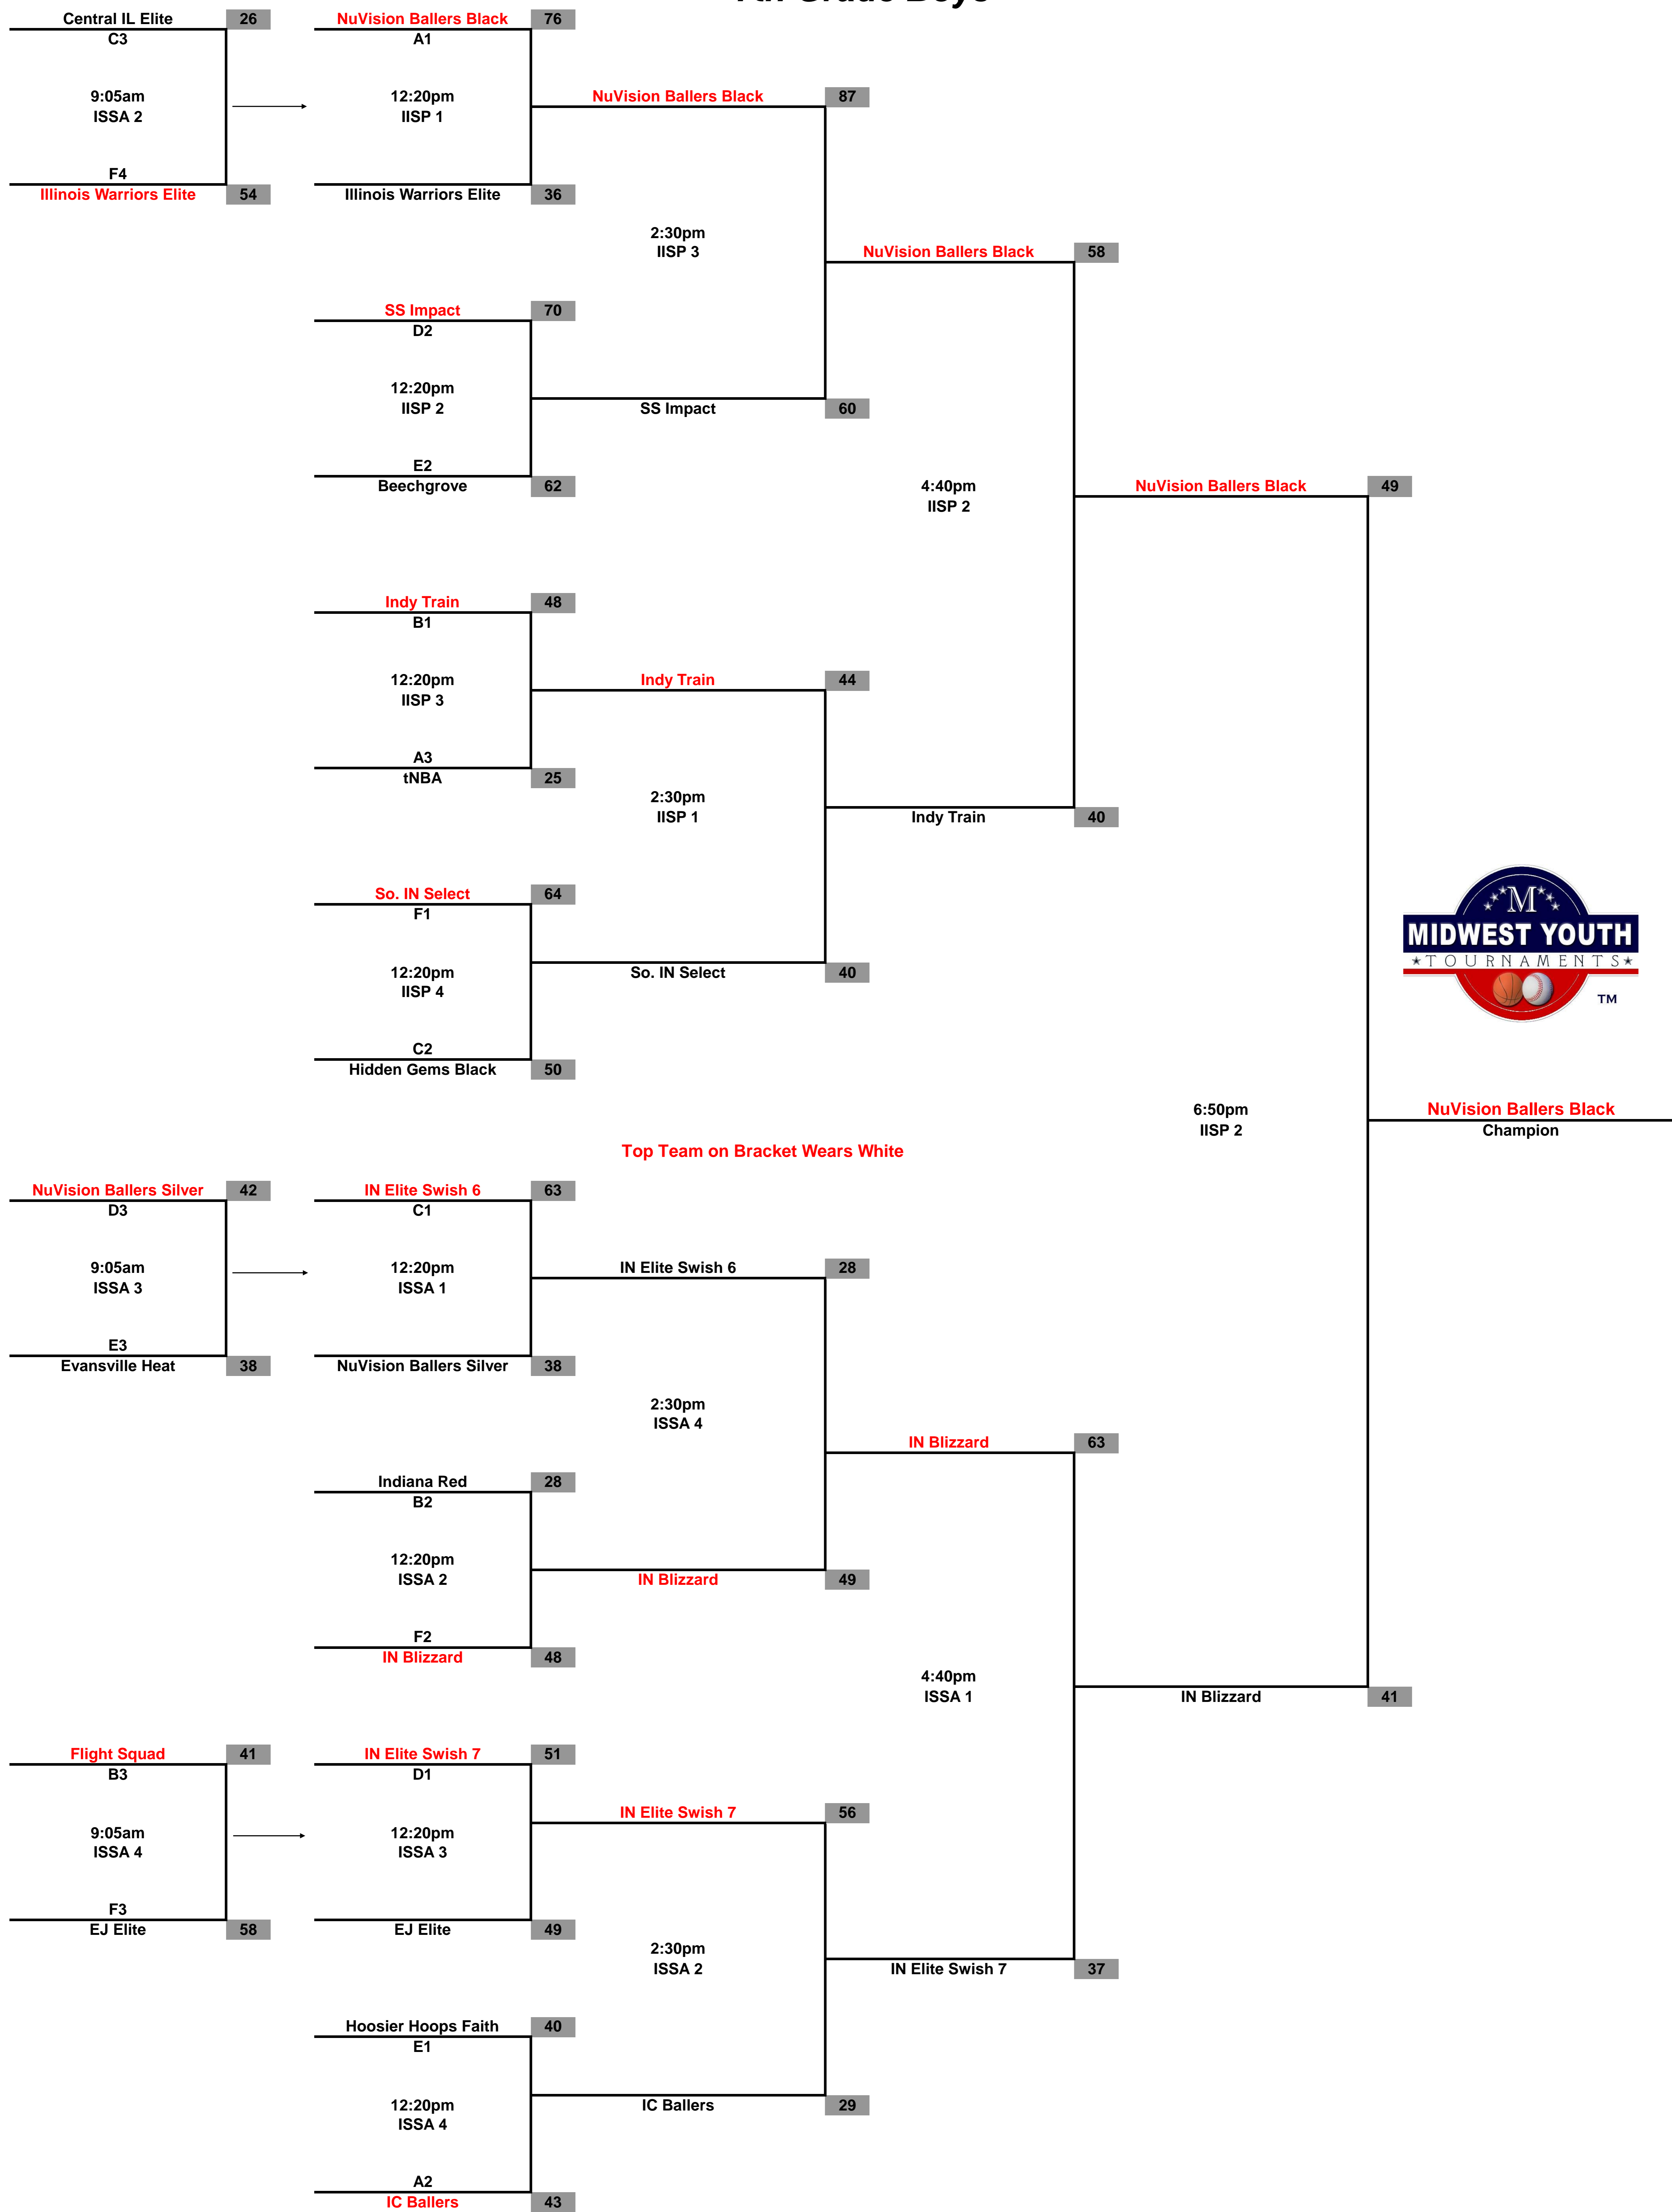 Central IL Elite 26 NuVision Ballers Black 76
C3 A1
9:05am 12:20pm NuVision Ballers Black 87
ISSA 2 IISP 1
F4
Illinois Warriors Elite 54 Illinois Warriors Elite 36
2:30pm
IISP 3 NuVision Ballers Black 58
SS Impact 70
D2
12:20pm
IISP 2 SS Impact 60
E2
Beechgrove 62 4:40pm NuVision Ballers Black 49
IISP 2
Indy Train 48
B1
12:20pm Indy Train 44
IISP 3
A3
tNBA 25
2:30pm
IISP 1 Indy Train 40
So. IN Select 64
F1
M
MIDWEST YOUTH
TOURNAMENTS
TM
12:20pm So. IN Select 40
IISP 4
C2
Hidden Gems Black 50
6:50pm NuVision Ballers Black
IISP 2 Champion
Top Team on Bracket Wears White
NuVision Ballers Silver 42 IN Elite Swish 6 63
D3 C1
9:05am 12:20pm IN Elite Swish 6 28
ISSA 3 ISSA 1
E3
Evansville Heat 38 NuVision Ballers Silver 38
2:30pm
ISSA 4
IN Blizzard 63
Indiana Red 28
B2
12:20pm
ISSA 2 IN Blizzard 49
F2
IN Blizzard 48
4:40pm
ISSA 1 IN Blizzard 41
Flight Squad 41 IN Elite Swish 7 51
B3 D1
IN Elite Swish 7 56
9:05am 12:20pm
ISSA 4 ISSA 3
F3
EJ Elite 58 EJ Elite 49
2:30pm
ISSA 2 IN Elite Swish 7 37
Hoosier Hoops Faith 40
E1
12:20pm IC Ballers 29
ISSA 4
A2
IC Ballers 43